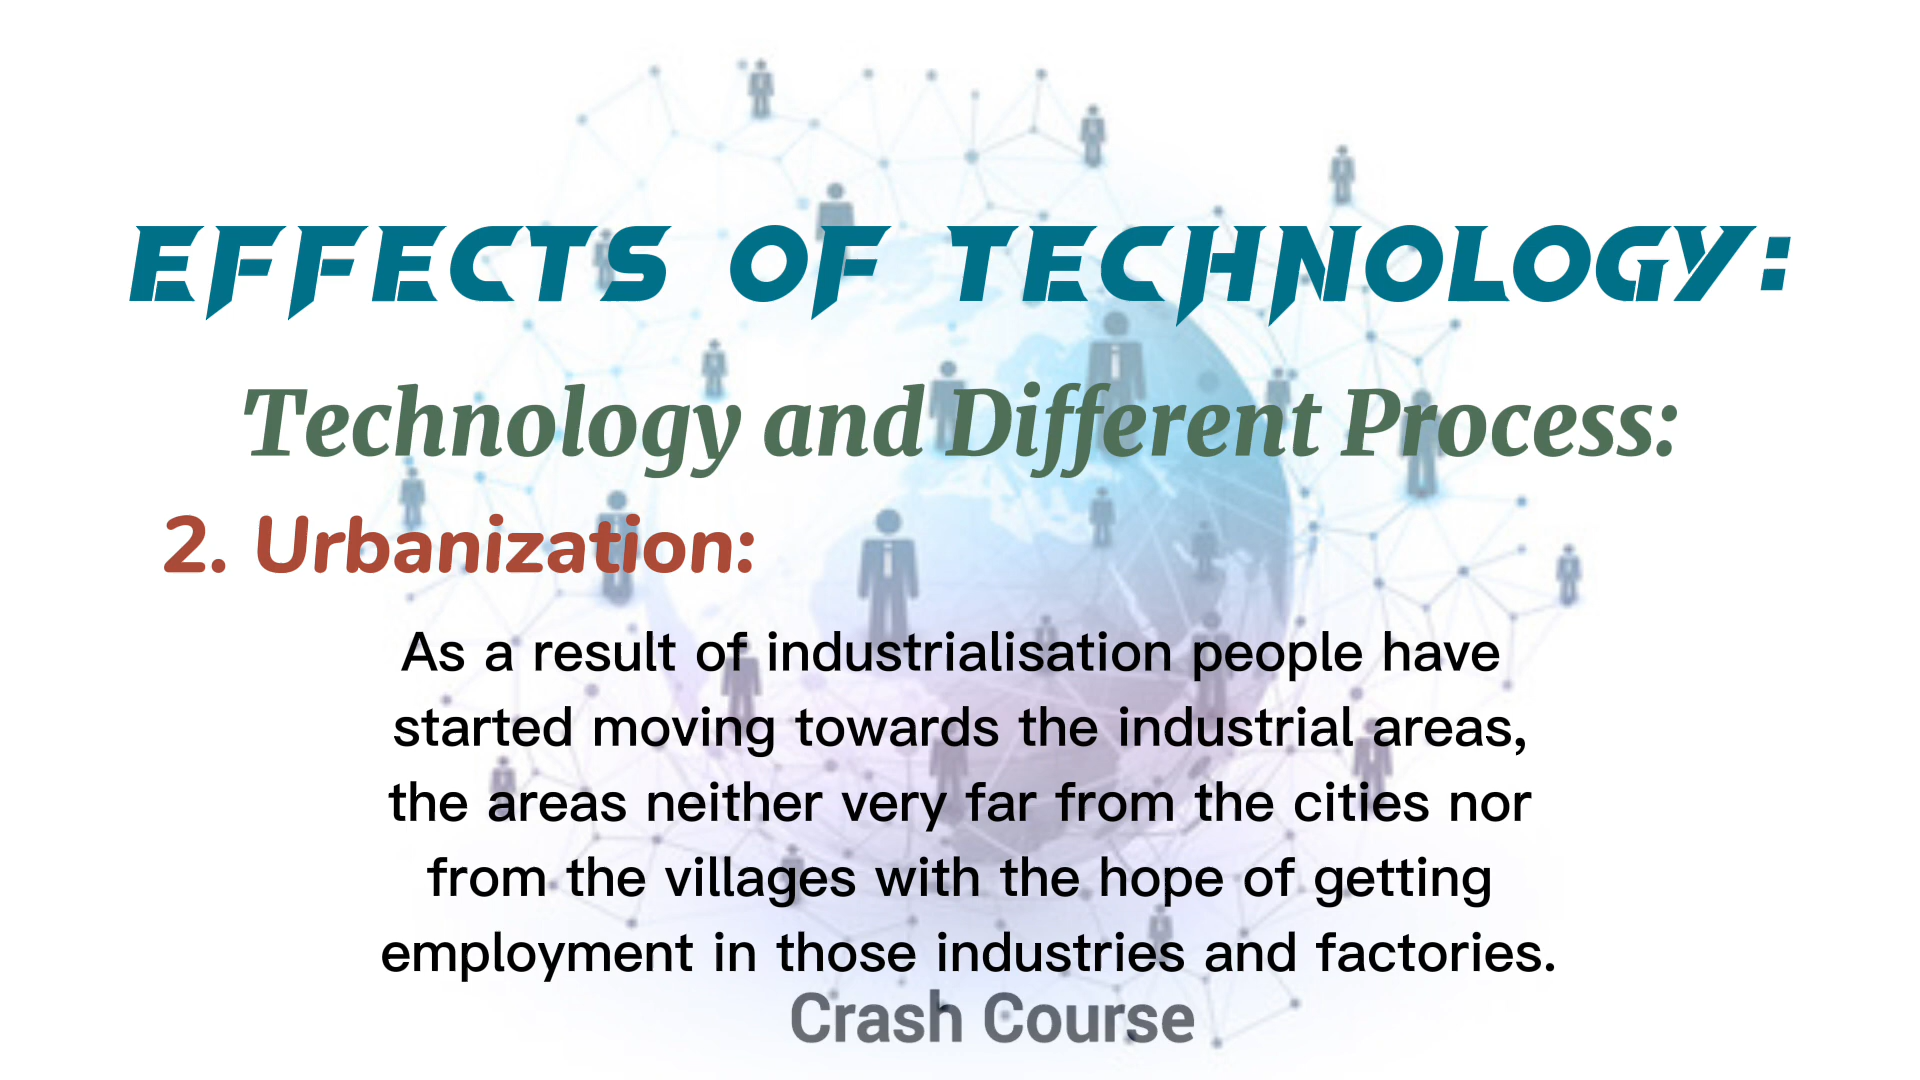 EFFECTS OF TECHNOLOGY:
Technology and Different Process:
2. Urbanization:
As a result of industrialisation people have
started moving towards the industrial areas,
the areas neither very far from the cities nor
from the villages with the hope of getting
employment in those industries and factories.
Crash Course